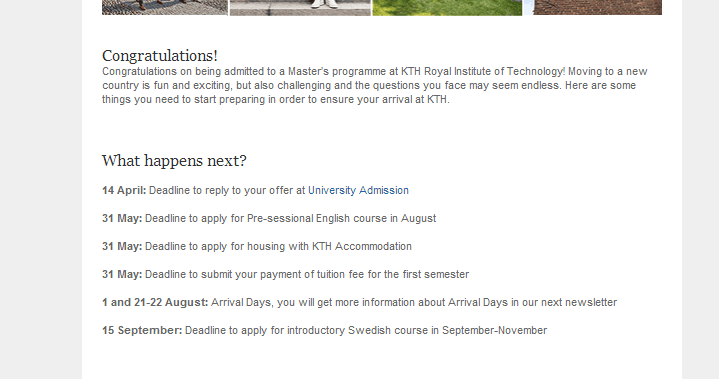 Congratulations!
Congratulations on being admitted to a Master's programme at KTH Royal Institute of Technology! Moving to a new
country is fun and exciting, but also challenging and the questions you face may seem endless. Here are some
things you need to start preparing in order to ensure your arrival at KTH.
What happens next?
14 April: Deadline to reply to your offer at University Admission
31 May: Deadline to apply for Pre-sessional English course in August
31 May: Deadline to apply for housing with KTH Accommodation
31 May: Deadline to submit your payment of tuition fee for the first semester
1 and 21-22 August: Arrival Days, you will get more information about Arrival Days in our next newsletter
15 September: Deadline to apply for introductory Swedish course in September-November